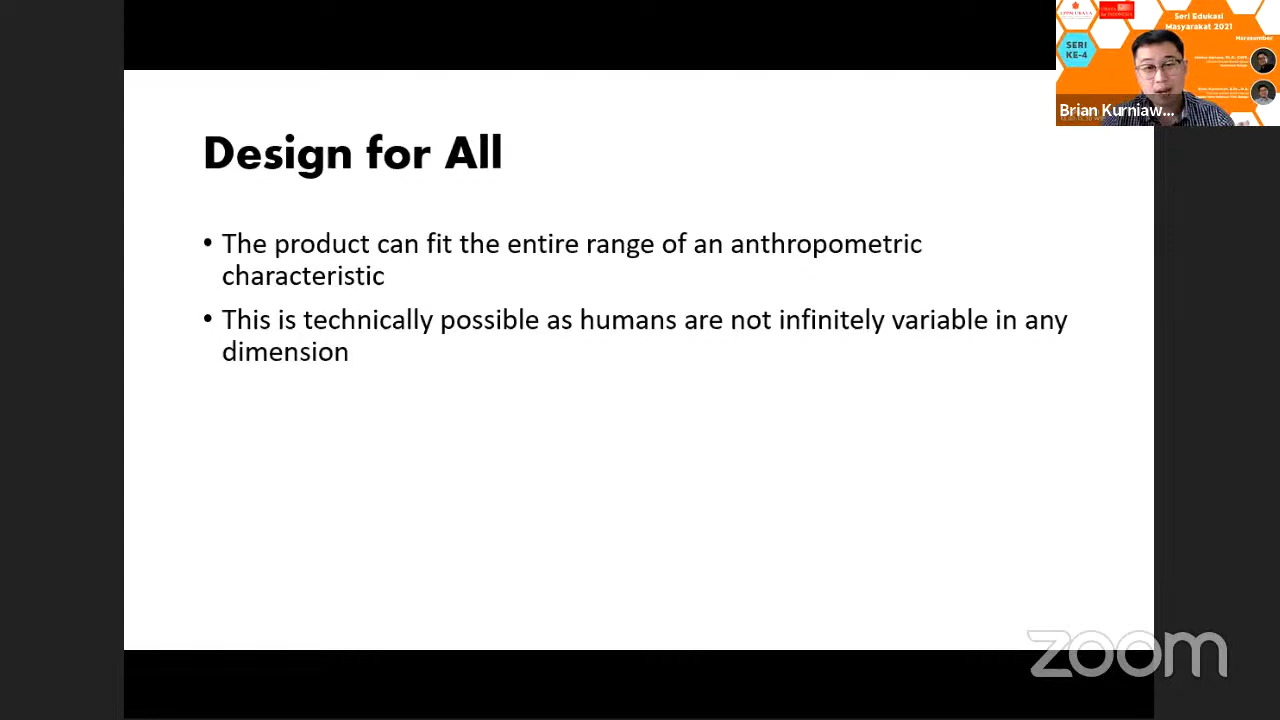 Design for All
• The product can fit the entire range of an anthropometric
characteristic
• This is technically possible as humans are not infinitely variable in any
dimension
Seri Edukasi
Masyarakat 2021
Narasumber
SERI
KE-4
Brian Kurniaw...
zoom